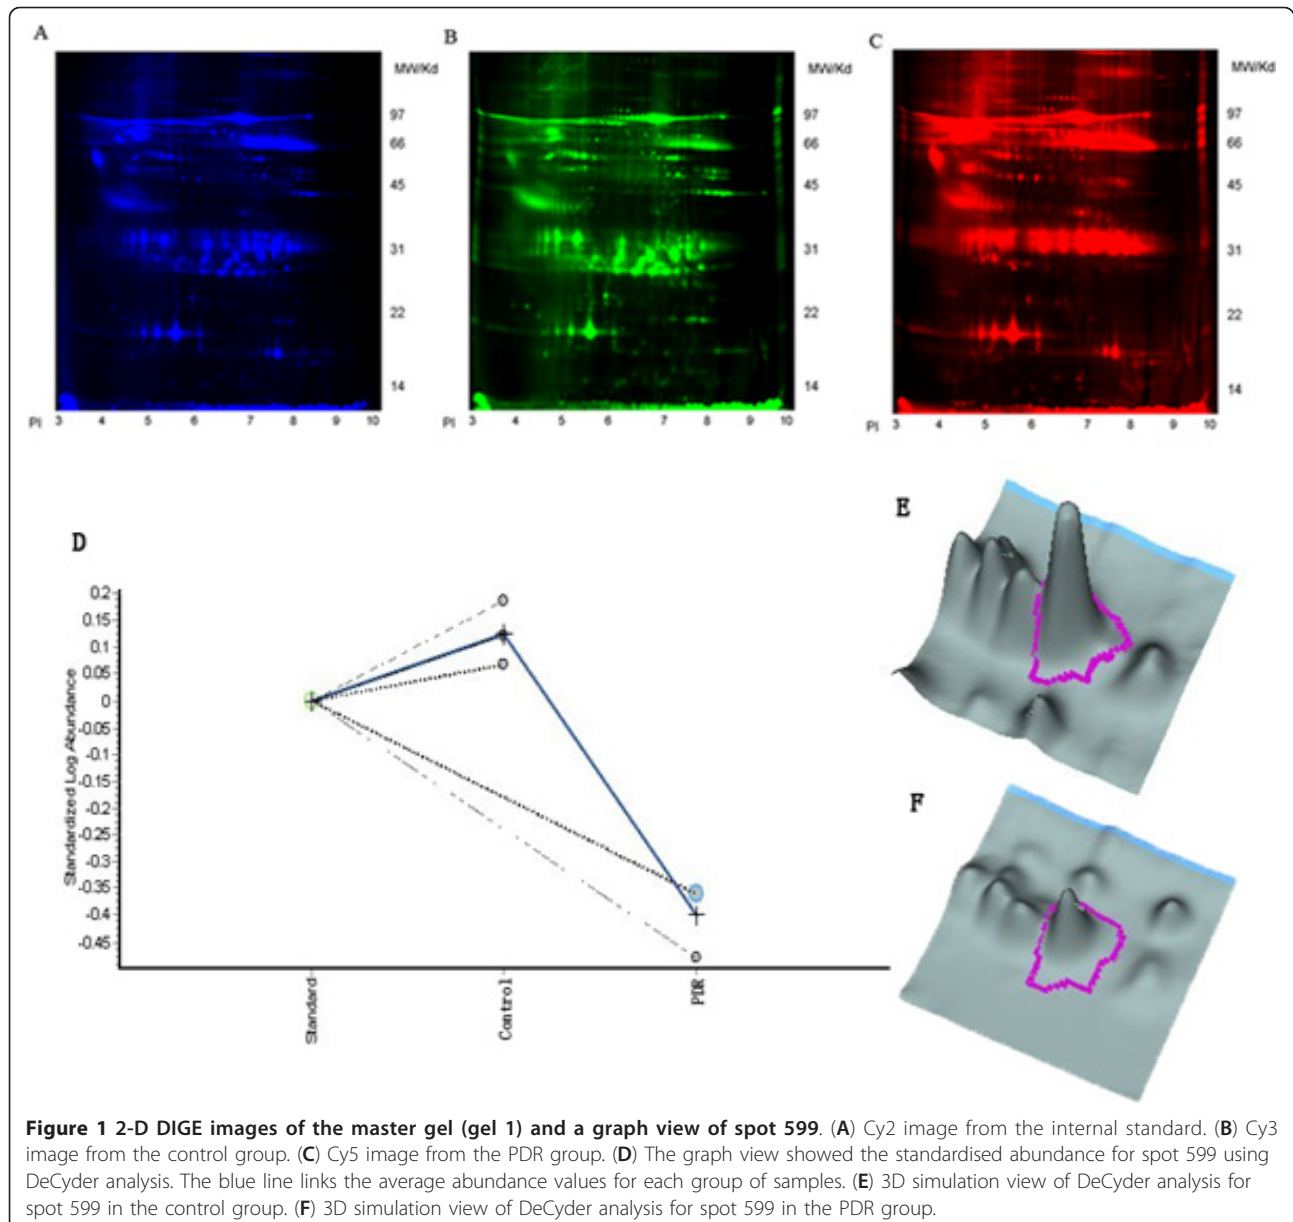 A
B
C
MW/Kd
MW/Kd
MW/Kd
97
66
45
31
22
14
97
66
45
31
22
14
97
66
45
31
22
14
PI 3 4 5 6 7 8 9 10
PI 3 4 5 6 7 8 9 10
PI 3 4 5 6 7 8 9 10
D
E
F
Standardized Log Abundance
0.2
0.15
0.1
0.05
0
-0.05
-0.1
-0.15
-0.2
-0.25
-0.3
-0.35
-0.4
-0.45
Standard
Control
PDR
Figure 1 2-D DIGE images of the master gel (gel 1) and a graph view of spot 599. (A) Cy2 image from the internal standard. (B) Cy3
image from the control group. (C) Cy5 image from the PDR group. (D) The graph view showed the standardised abundance for spot 599 using
DeCyder analysis. The blue line links the average abundance values for each group of samples. (E) 3D simulation view of DeCyder analysis for
spot 599 in the control group. (F) 3D simulation view of DeCyder analysis for spot 599 in the PDR group.